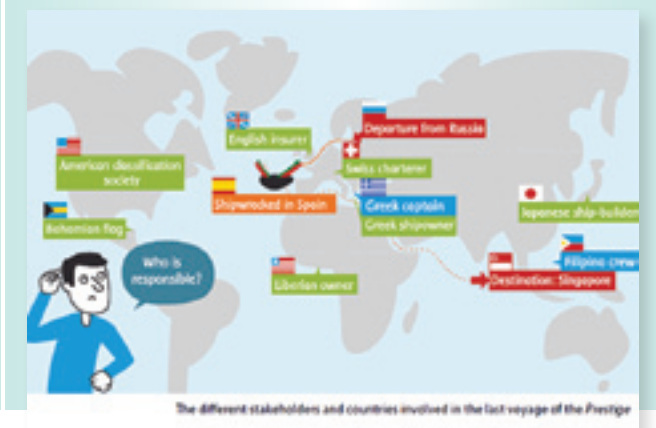 English insurer
Departure from Russia
American classification
society
Swiss charterer
Shipwrecked in Spain
Greek captain
Greek shipowner
Japanese ship-builder
Bahamian flag
Who is
responsible?
Filipino crew
Liberian owner
Destination: Singapore
The different stakeholders and countries involved in the last voyage of the Prestige